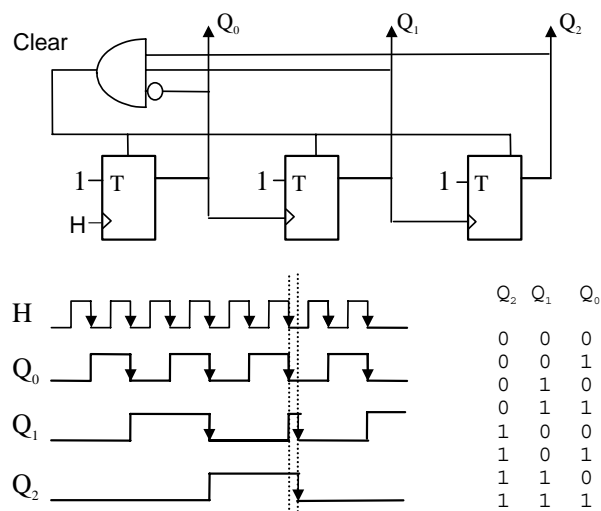 Q₀ Q₁ Q₂
Clear
1 T 1 T 1 T
H
H
Q₀
Q₁
Q₂
Q₂ Q₁ Q₀
0 0 0
0 0 1
0 1 0
0 1 1
1 0 0
1 0 1
1 1 0
1 1 1